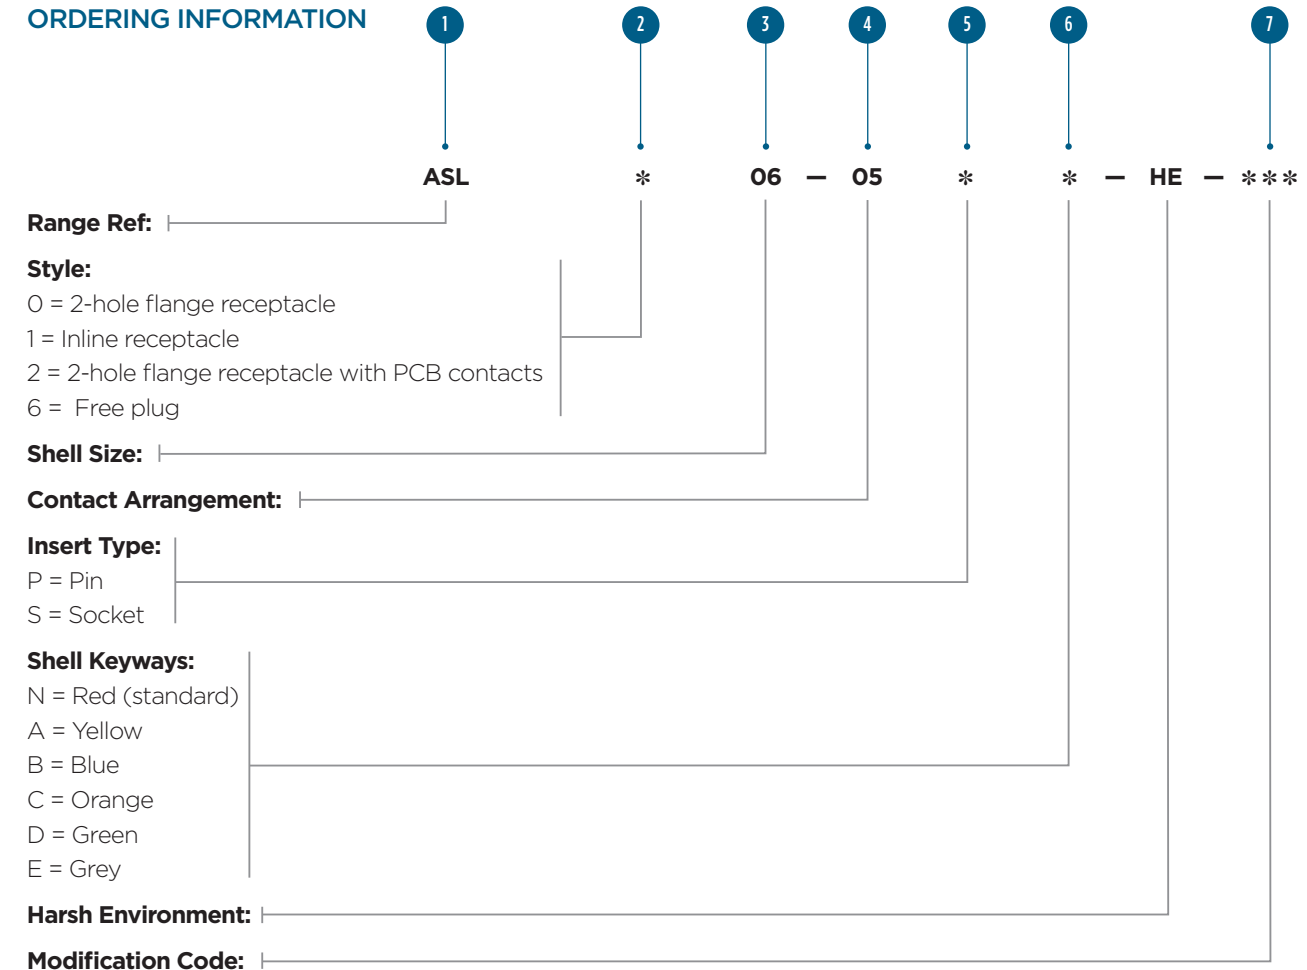 ORDERING INFORMATION 1 2 3 4 5 6 7
ASL * 06 — 05 * * — HE — ***
Range Ref:
Style:
0 = 2-hole flange receptacle
1 = Inline receptacle
2 = 2-hole flange receptacle with PCB contacts
6 = Free plug
Shell Size:
Contact Arrangement:
Insert Type:
P = Pin
S = Socket
Shell Keyways:
N = Red (standard)
A = Yellow
B = Blue
C = Orange
D = Green
E = Grey
Harsh Environment:
Modification Code: